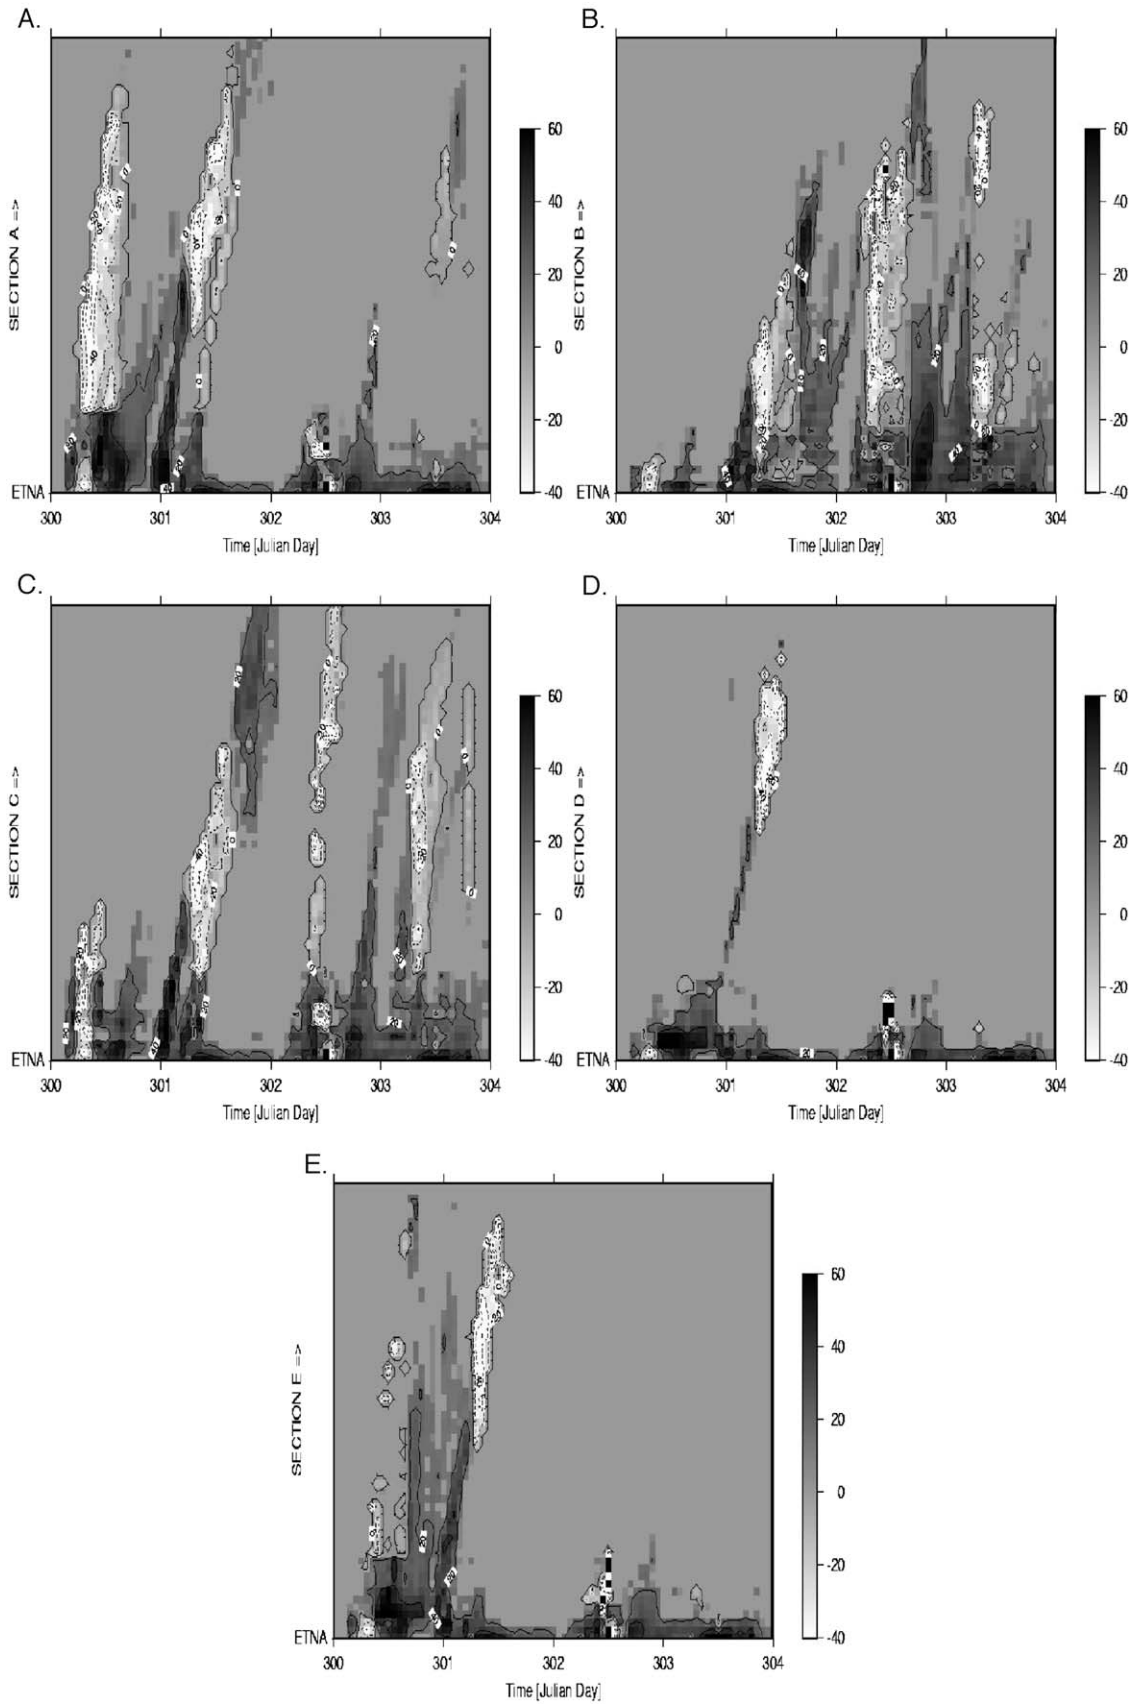 A.
SECTION A =>
ETNA
300 301 302 303 304
Time [Julian Day]
60
40
20
0
-20
-40
B.
SECTION B =>
ETNA
300 301 302 303 304
Time [Julian Day]
60
40
20
0
-20
-40
C.
SECTION C =>
ETNA
300 301 302 303 304
Time [Julian Day]
60
40
20
0
-20
-40
D.
SECTION D =>
ETNA
300 301 302 303 304
Time [Julian Day]
60
40
20
0
-20
-40
E.
SECTION E =>
ETNA
300 301 302 303 304
Time [Julian Day]
60
40
20
0
-20
-40